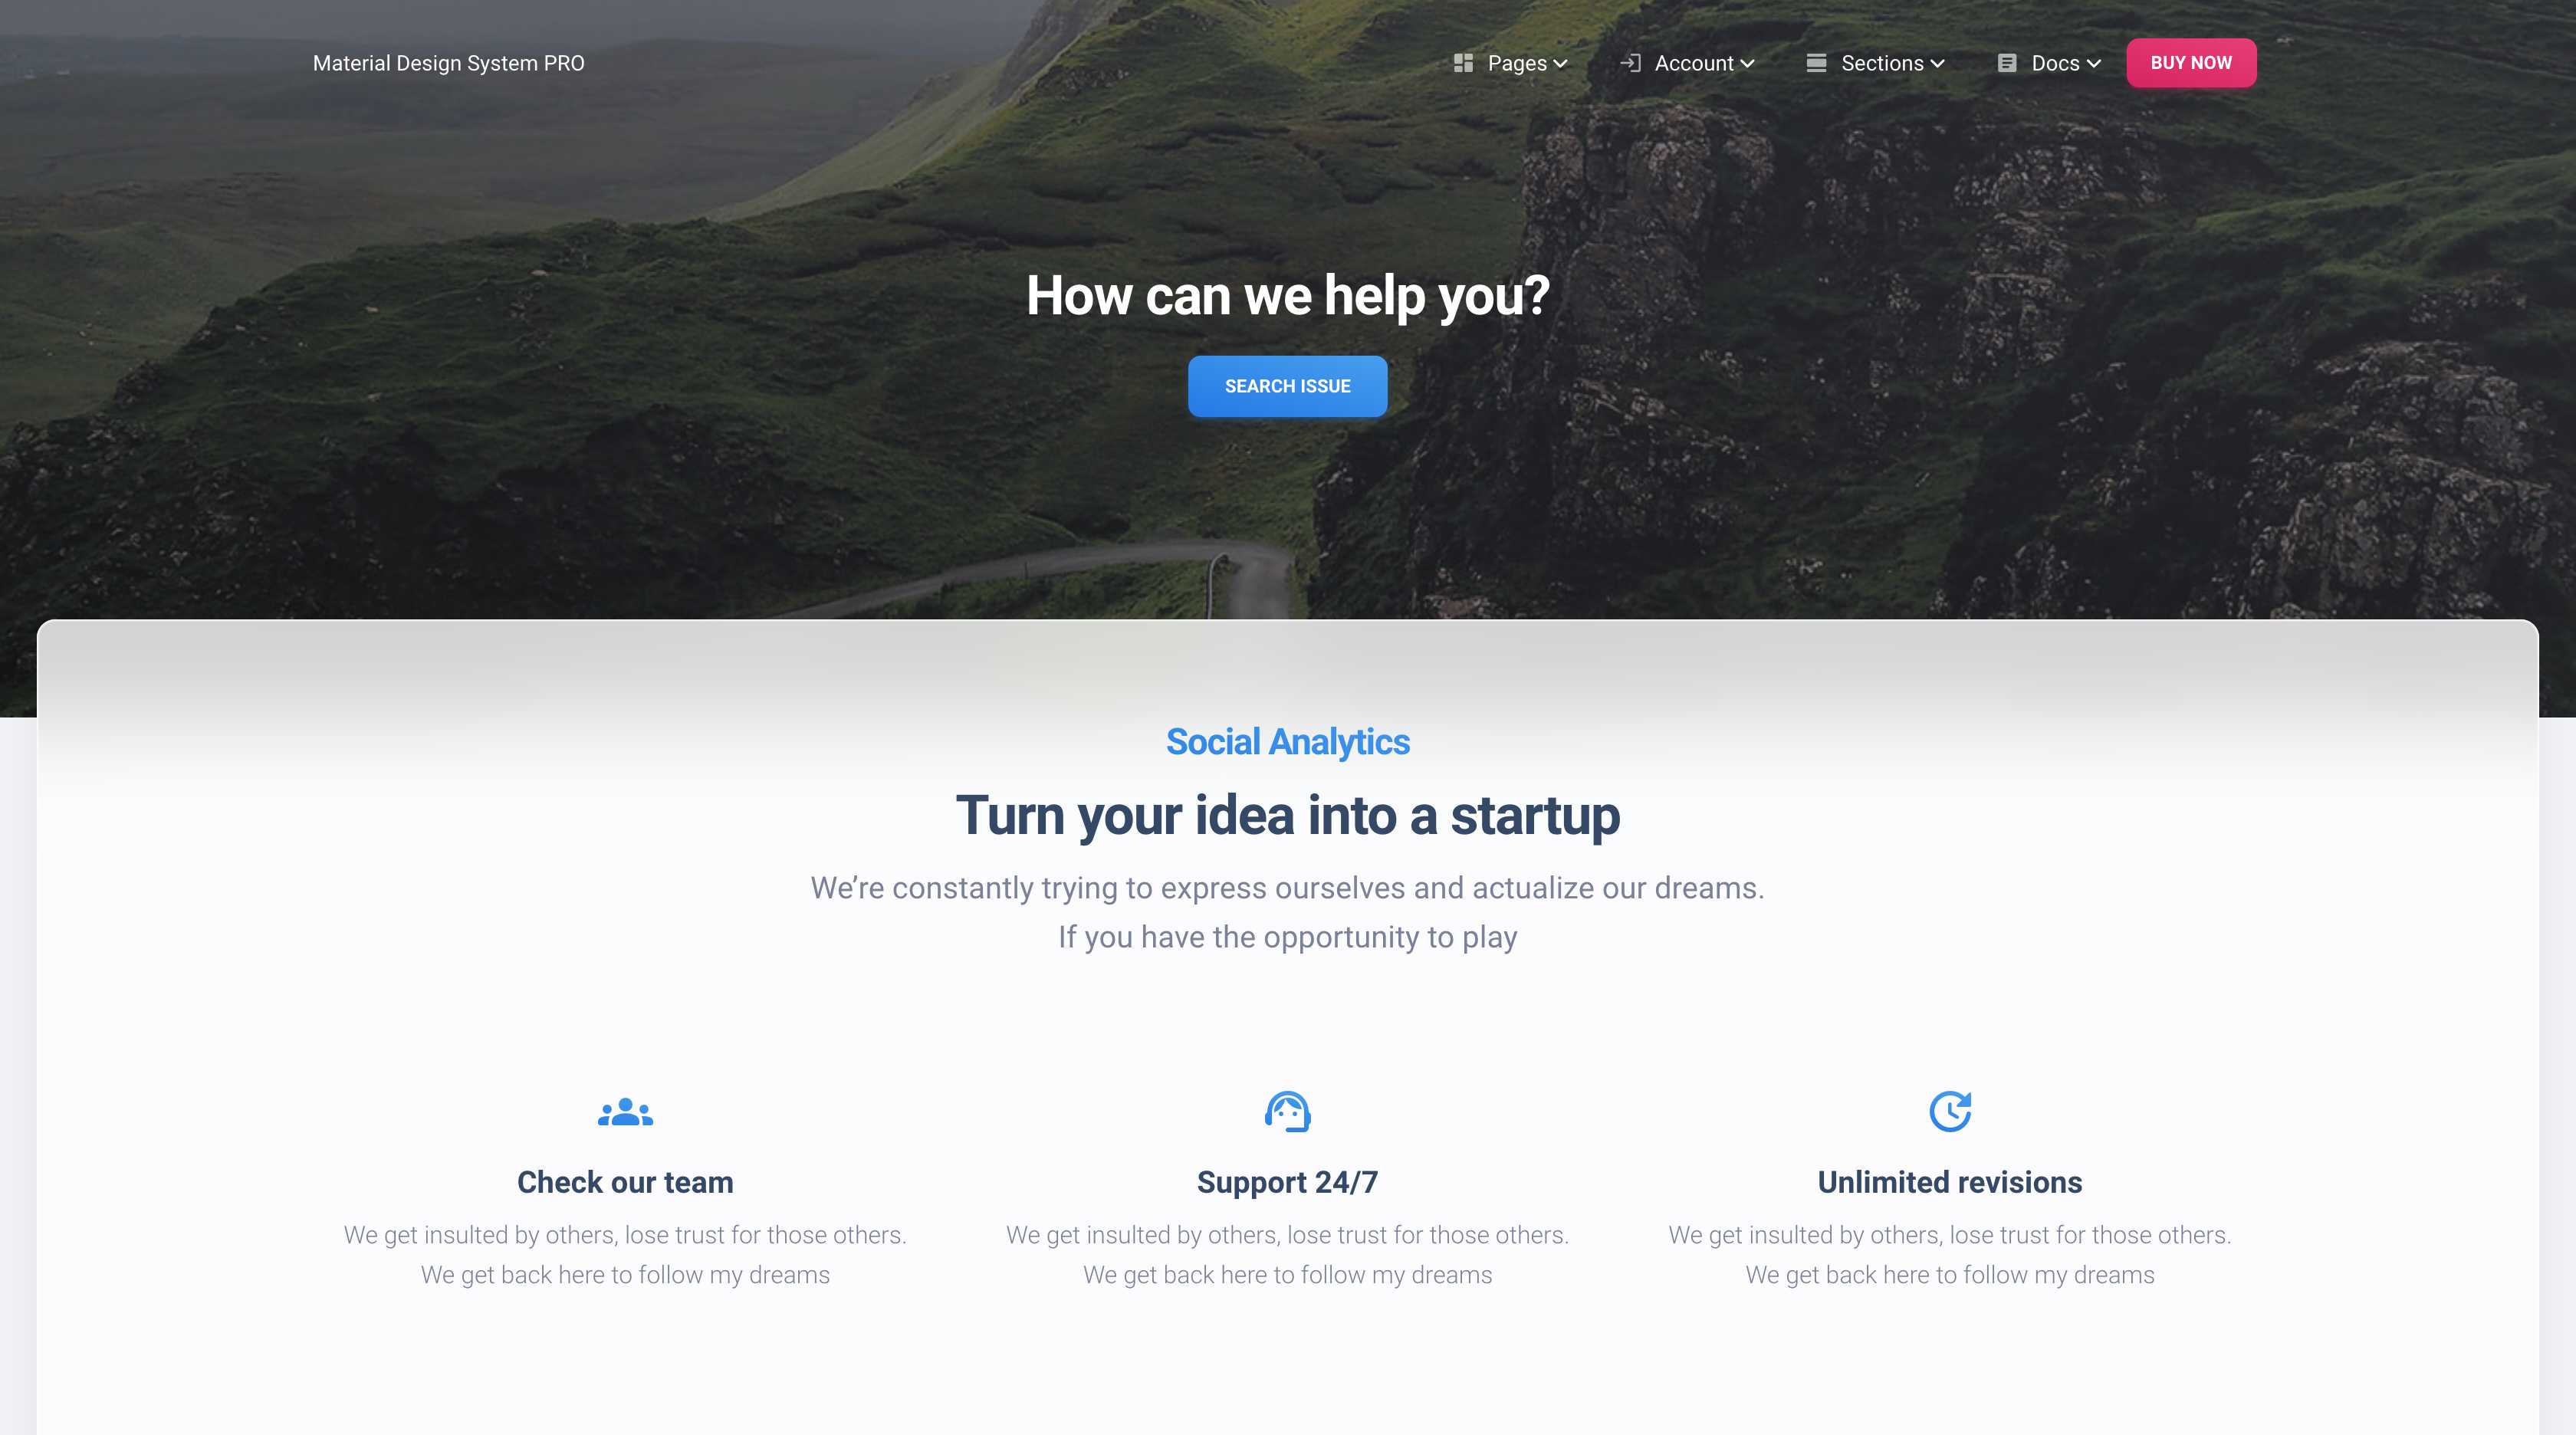 Material Design System PRO
Pages
Account
Sections
Docs
BUY NOW
How can we help you?
SEARCH ISSUE
Social Analytics
Turn your idea into a startup
We’re constantly trying to express ourselves and actualize our dreams.
If you have the opportunity to play
Check our team
We get insulted by others, lose trust for those others.
We get back here to follow my dreams
Support 24/7
We get insulted by others, lose trust for those others.
We get back here to follow my dreams
Unlimited revisions
We get insulted by others, lose trust for those others.
We get back here to follow my dreams